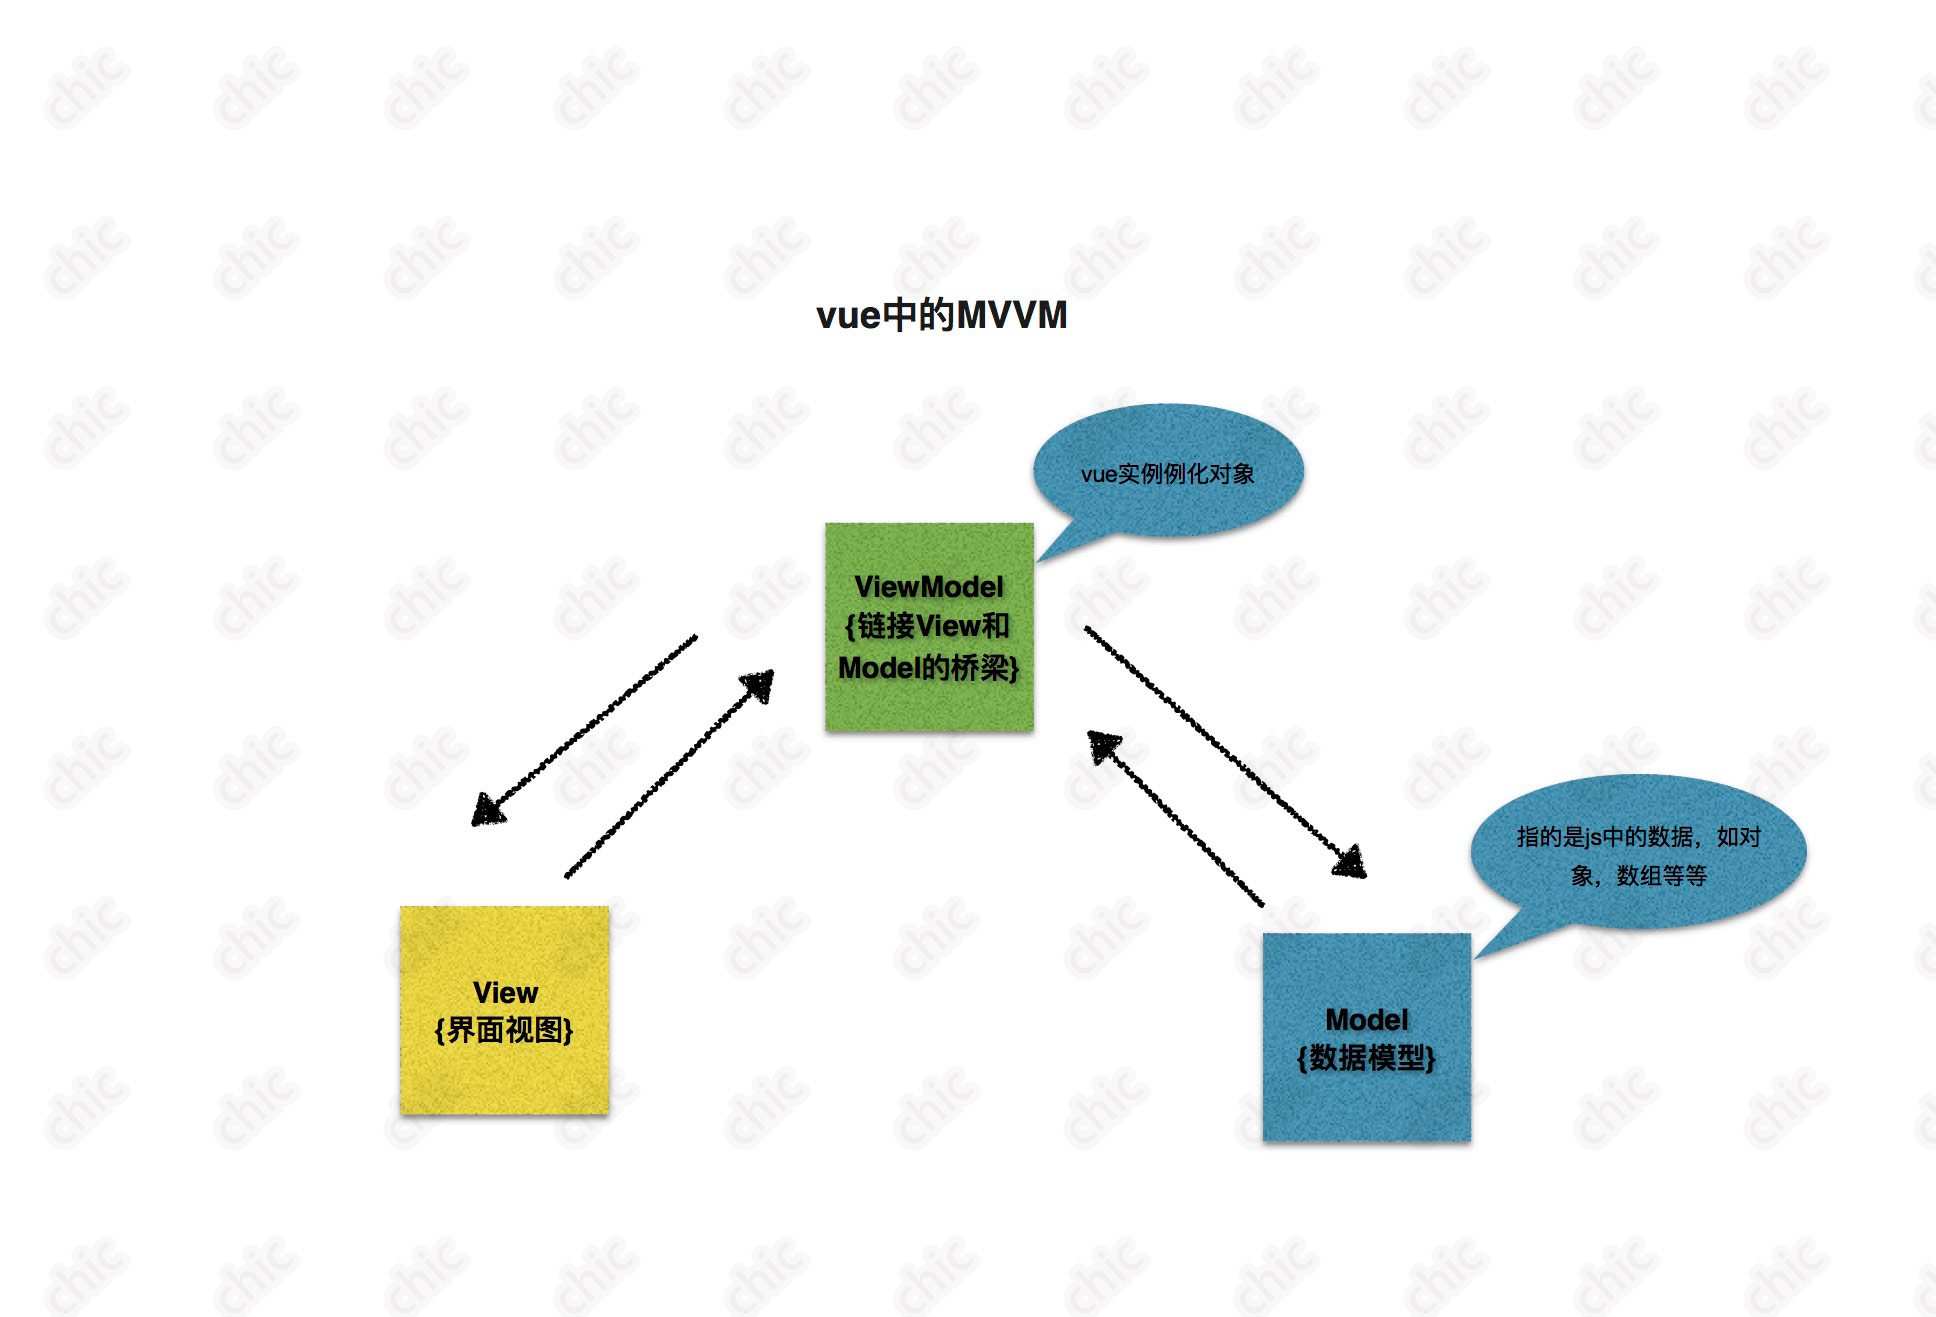 vue中的MVVM
vue实例例化对象
ViewModel
{链接View和
Model的桥梁}
指的是js中的数据，如对
象，数组等等
View
{界面视图}
Model
{数据模型}
chic